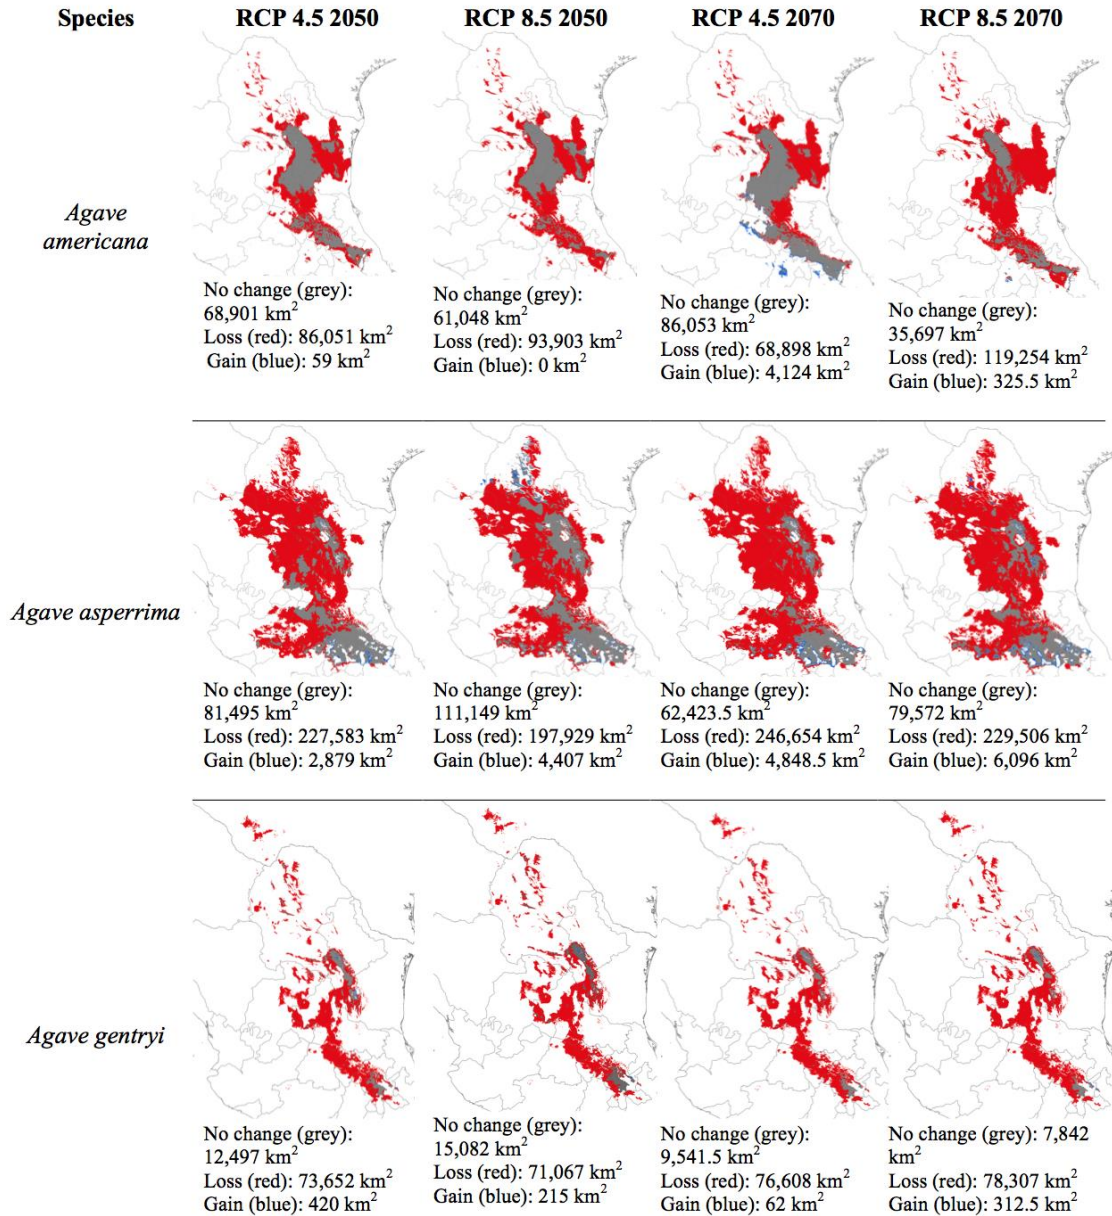 Species RCP 4.5 2050 RCP 8.5 2050 RCP 4.5 2070 RCP 8.5 2070
Agave
americana
No change (grey):
68,901 km²
Loss (red): 86,051 km²
Gain (blue): 59 km²
No change (grey):
61,048 km²
Loss (red): 93,903 km²
Gain (blue): 0 km²
No change (grey):
86,053 km²
Loss (red): 68,898 km²
Gain (blue): 4,124 km²
No change (grey):
35,697 km²
Loss (red): 119,254 km²
Gain (blue): 325.5 km²
Agave asperrima
No change (grey):
81,495 km²
Loss (red): 227,583 km²
Gain (blue): 2,879 km²
No change (grey):
111,149 km²
Loss (red): 197,929 km²
Gain (blue): 4,407 km²
No change (grey):
62,423.5 km²
Loss (red): 246,654 km²
Gain (blue): 4,848.5 km²
No change (grey):
79,572 km²
Loss (red): 229,506 km²
Gain (blue): 6,096 km²
Agave gentryi
No change (grey):
12,497 km²
Loss (red): 73,652 km²
Gain (blue): 420 km²
No change (grey):
15,082 km²
Loss (red): 71,067 km²
Gain (blue): 215 km²
No change (grey):
9,541.5 km²
Loss (red): 76,608 km²
Gain (blue): 62 km²
No change (grey): 7,842
km²
Loss (red): 78,307 km²
Gain (blue): 312.5 km²